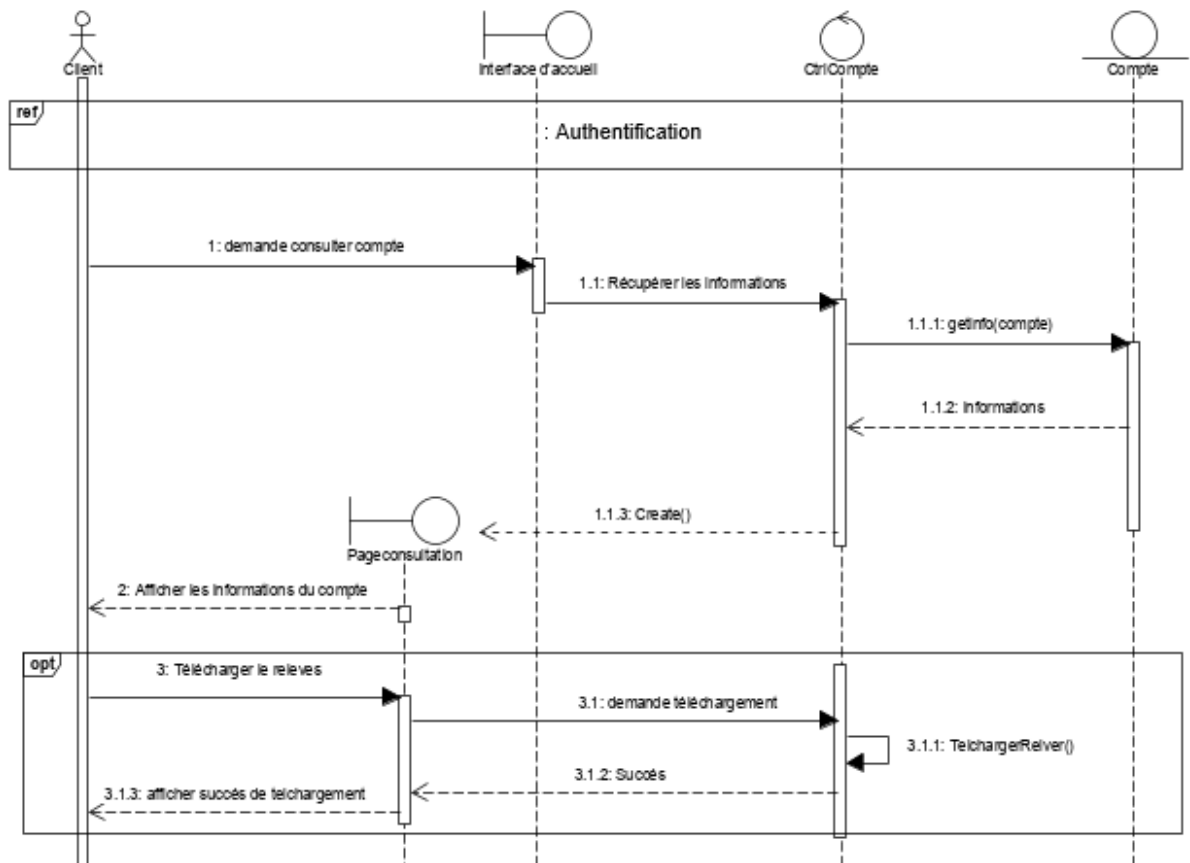 Client
Interface d'accueil
CtrlCompte
Compte
ref
: Authentification
1: demande consulter compte
1.1: Récupérer les Informations
1.1.1: getInfo(compte)
1.1.2: Informations
1.1.3: Create()
Pageconsultation
2: Afficher les Informations du compte
opt
3: Télécharger le releves
3.1: demande téléchargement
3.1.1: TelchargerRelver()
3.1.2: Succés
3.1.3: afficher succés de telchargement